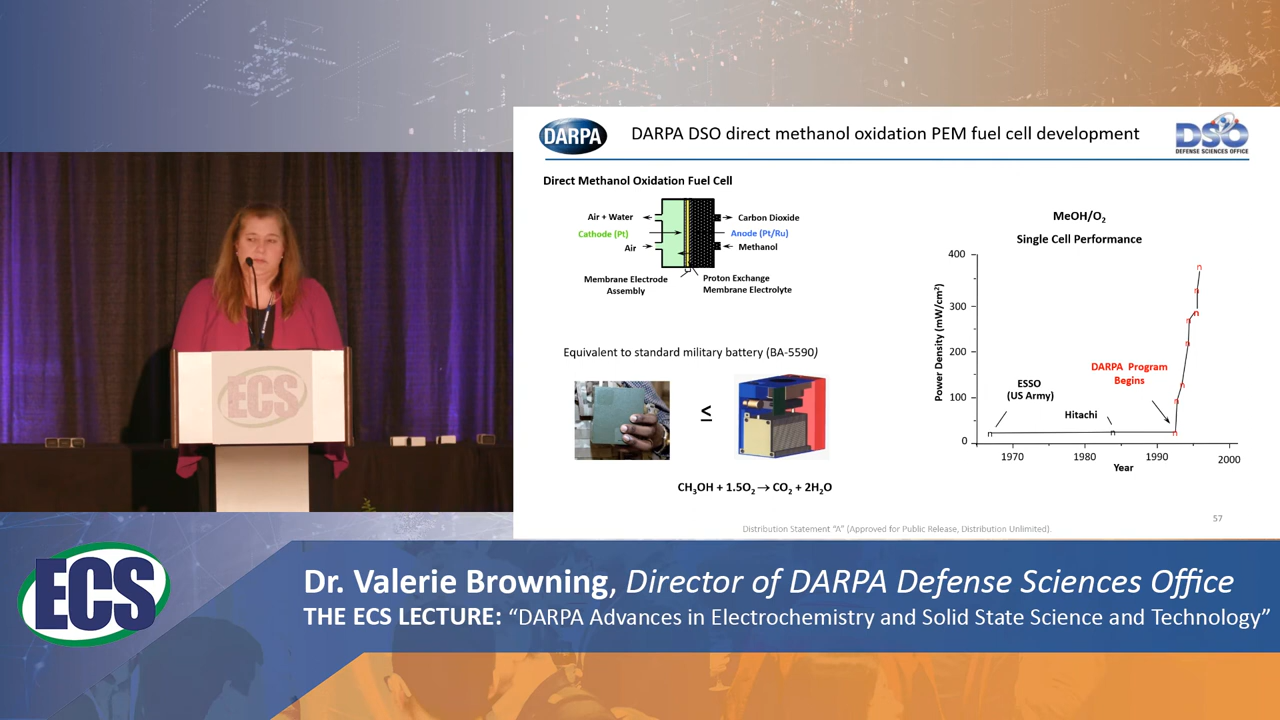 DARPA
DARPA DSO direct methanol oxidation PEM fuel cell development
DSO
DEFENSE SCIENCES OFFICE
Direct Methanol Oxidation Fuel Cell
Air + Water
Carbon Dioxide
Cathode (Pt)
Anode (Pt/Ru)
Air
Methanol
Membrane Electrode
Assembly
Proton Exchange
Membrane Electrolyte
Equivalent to standard military battery (BA-5590)
≤
CH₃OH + 1.5O₂ → CO₂ + 2H₂O
MeOH/O₂
Single Cell Performance
Power Density (mW/cm²)
400
300
200
100
0
ESSO
(US Army)
Hitachi
DARPA Program
Begins
1970
1980
1990
2000
Year
57
Distribution Statement “A” (Approved for Public Release, Distribution Unlimited).
ECS
ECS
Dr. Valerie Browning, Director of DARPA Defense Sciences Office
THE ECS LECTURE: “DARPA Advances in Electrochemistry and Solid State Science and Technology”